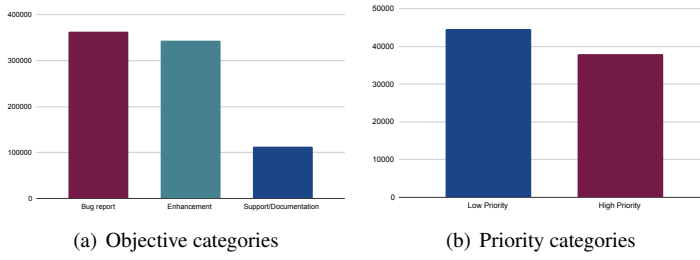 400000
300000
200000
100000
0
Bug report
Enhancement
Support/Documentation
(a) Objective categories
50000
40000
30000
20000
10000
0
Low Priority
High Priority
(b) Priority categories